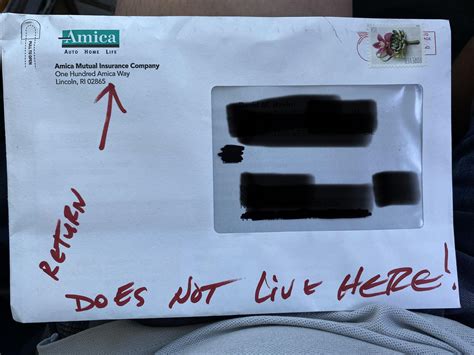 Amica
AUTO HOME LIFE
Amica Mutual Insurance Company
One Hundred Amica Way
Lincoln, RI 02865
RETURN
DOES NOT LIVE HERE!